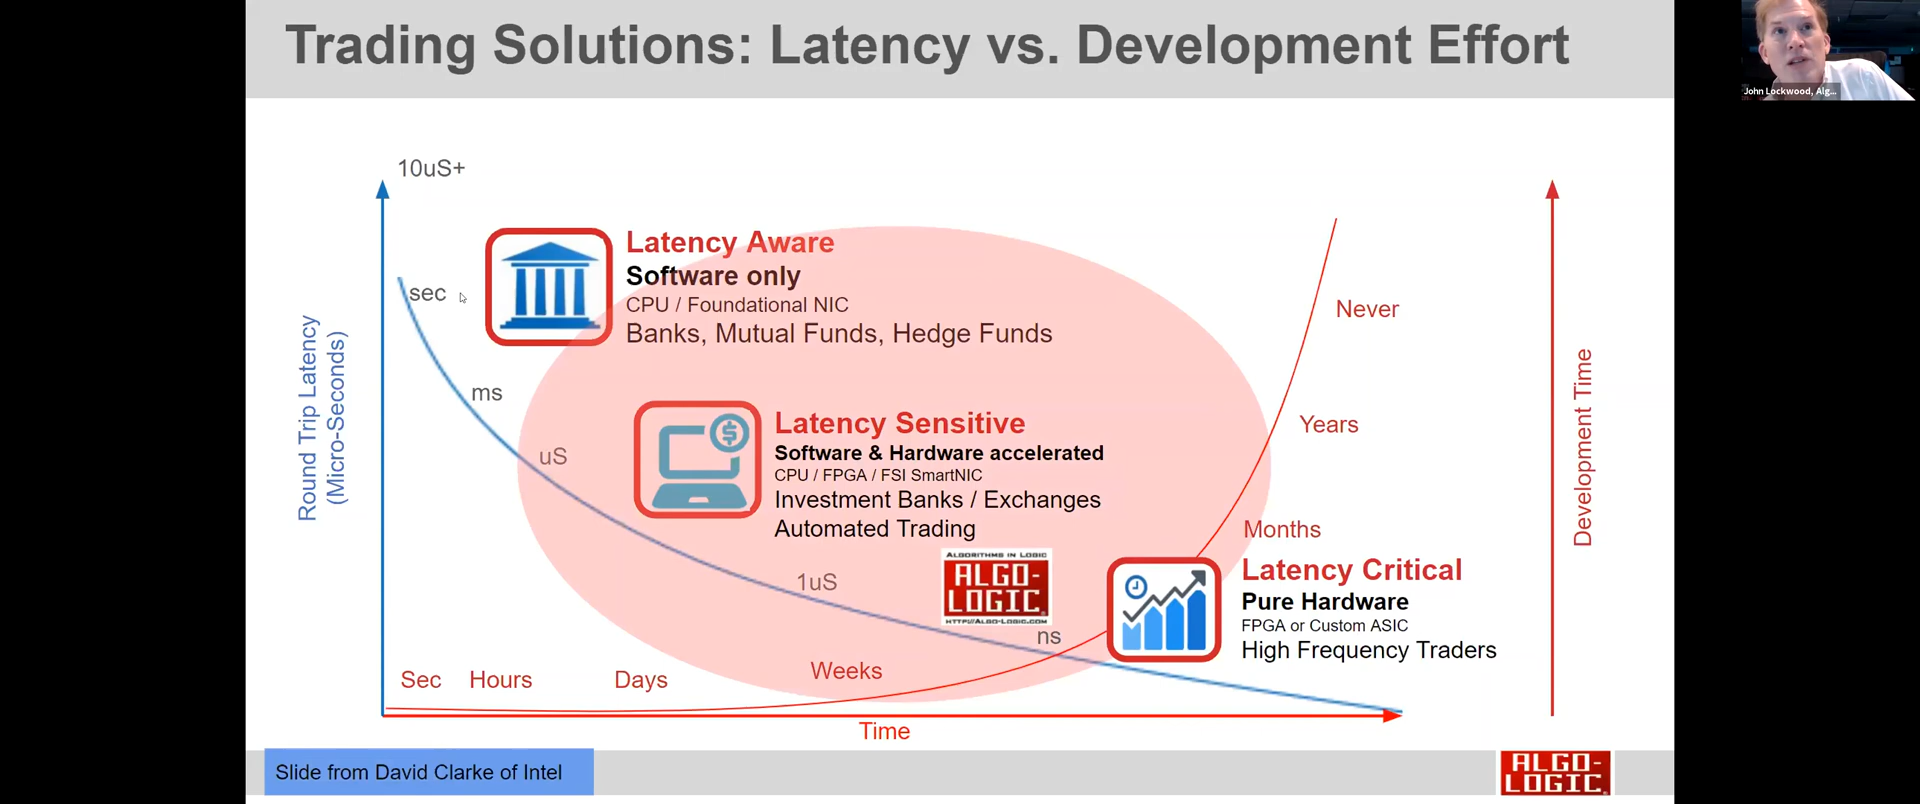 Trading Solutions: Latency vs. Development Effort
John Lockwood, Alg...
10uS+
sec
ms
uS
1uS
ns
Round Trip Latency
(Micro-Seconds)
Latency Aware
Software only
CPU / Foundational NIC
Banks, Mutual Funds, Hedge Funds
Latency Sensitive
Software & Hardware accelerated
CPU / FPGA / FSI SmartNIC
Investment Banks / Exchanges
Automated Trading
ALGORITHMS IN LOGIC
ALGO-
LOGIC
HTTP://ALGO-LOGIC.COM
Latency Critical
Pure Hardware
FPGA or Custom ASIC
High Frequency Traders
Never
Years
Months
Weeks
Days
Hours
Sec
Time
Development Time
Slide from David Clarke of Intel
ALGO-
LOGIC